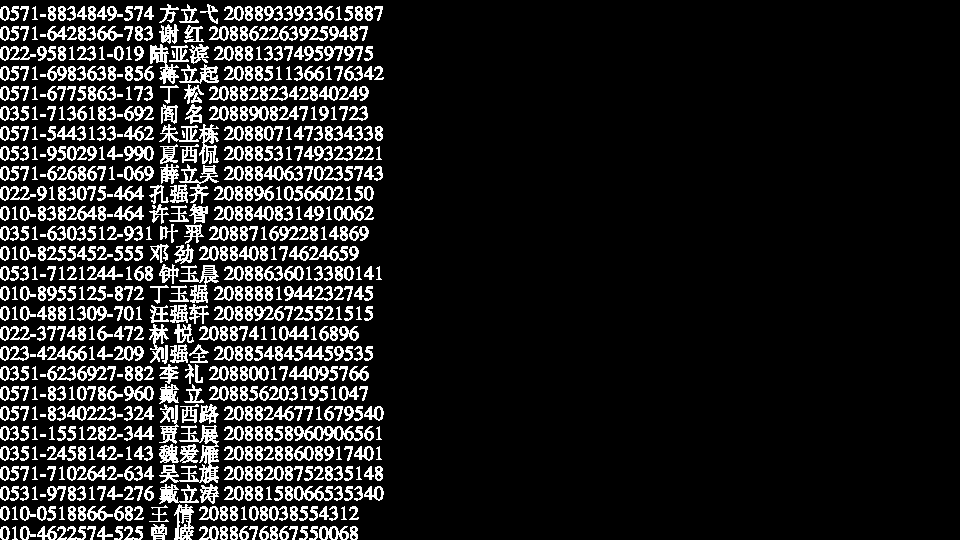 0571-8834849-574 方立弋 2088933933615887
0571-6428366-783 谢 红 2088622639259487
022-9581231-019 陆亚滨 2088133749597975
0571-6983638-856 蒋立起 2088511366176342
0571-6775863-173 丁 松 2088282342840249
0351-7136183-692 阎 名 2088908247191723
0571-5443133-462 朱亚栋 2088071473834338
0531-9502914-990 夏西侃 2088531749323221
0571-6268671-069 薛立昊 2088406370235743
022-9183075-464 孔强齐 2088961056602150
010-8382648-464 许玉智 2088408314910062
0351-6303512-931 叶 羿 2088716922814869
010-8255452-555 邓 劲 2088408174624659
0531-7121244-168 钟玉晨 2088636013380141
010-8955125-872 丁玉强 2088881944232745
010-4881309-701 汪强轩 2088926725521515
022-3774816-472 林 悦 2088741104416896
023-4246614-209 刘强全 2088548454459535
0351-6236927-882 李 礼 2088001744095766
0571-8310786-960 戴 立 2088562031951047
0571-8340223-324 刘西路 2088246771679540
0351-1551282-344 贾玉展 2088858960906561
0351-2458142-143 魏爱雁 2088288608917401
0571-7102642-634 吴玉旗 2088208752835148
0531-9783174-276 戴立涛 2088158066535340
010-0518866-682 王 倩 2088108038554312
010-4622574-525 曾 嵘 2088676867550068